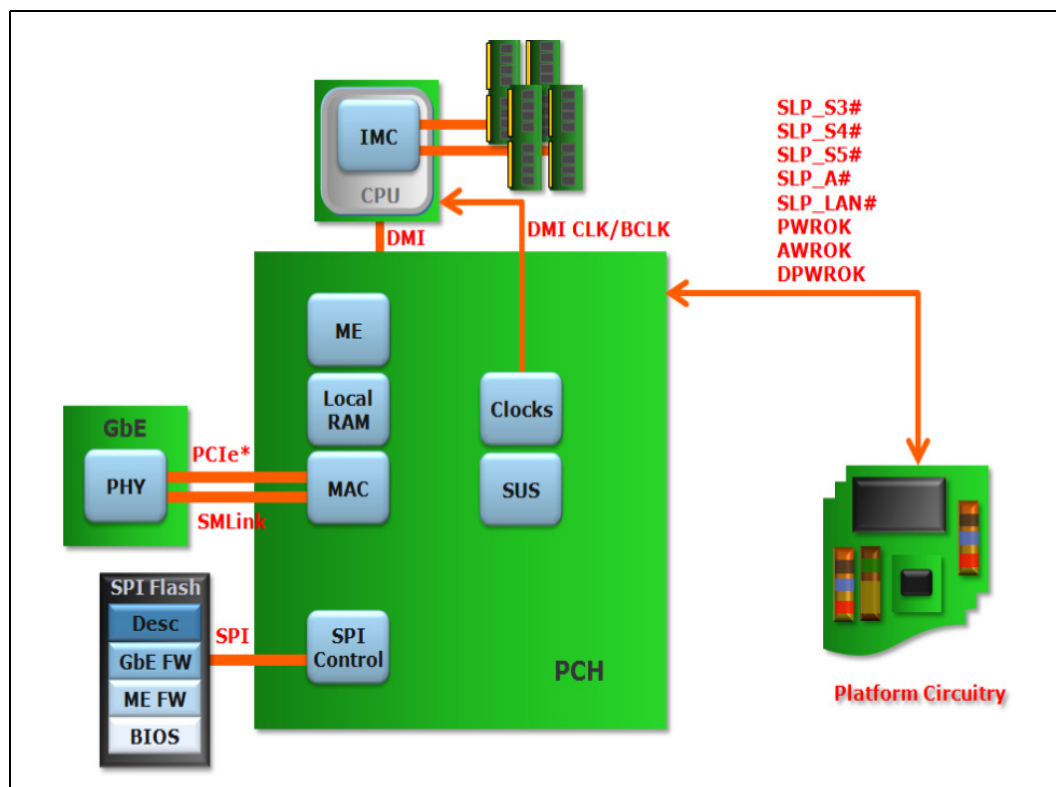 IMC
CPU
SLP_S3#
SLP_S4#
SLP_S5#
SLP_A#
SLP_LAN#
PWROK
AWROK
DPWROK
DMI
DMI CLK/BCLK
ME
Local
RAM
Clocks
GbE
PHY
PCIe*
SMLink
MAC
SUS
SPI Flash
Desc
GbE FW
ME FW
BIOS
SPI
SPI
Control
PCH
Platform Circuitry